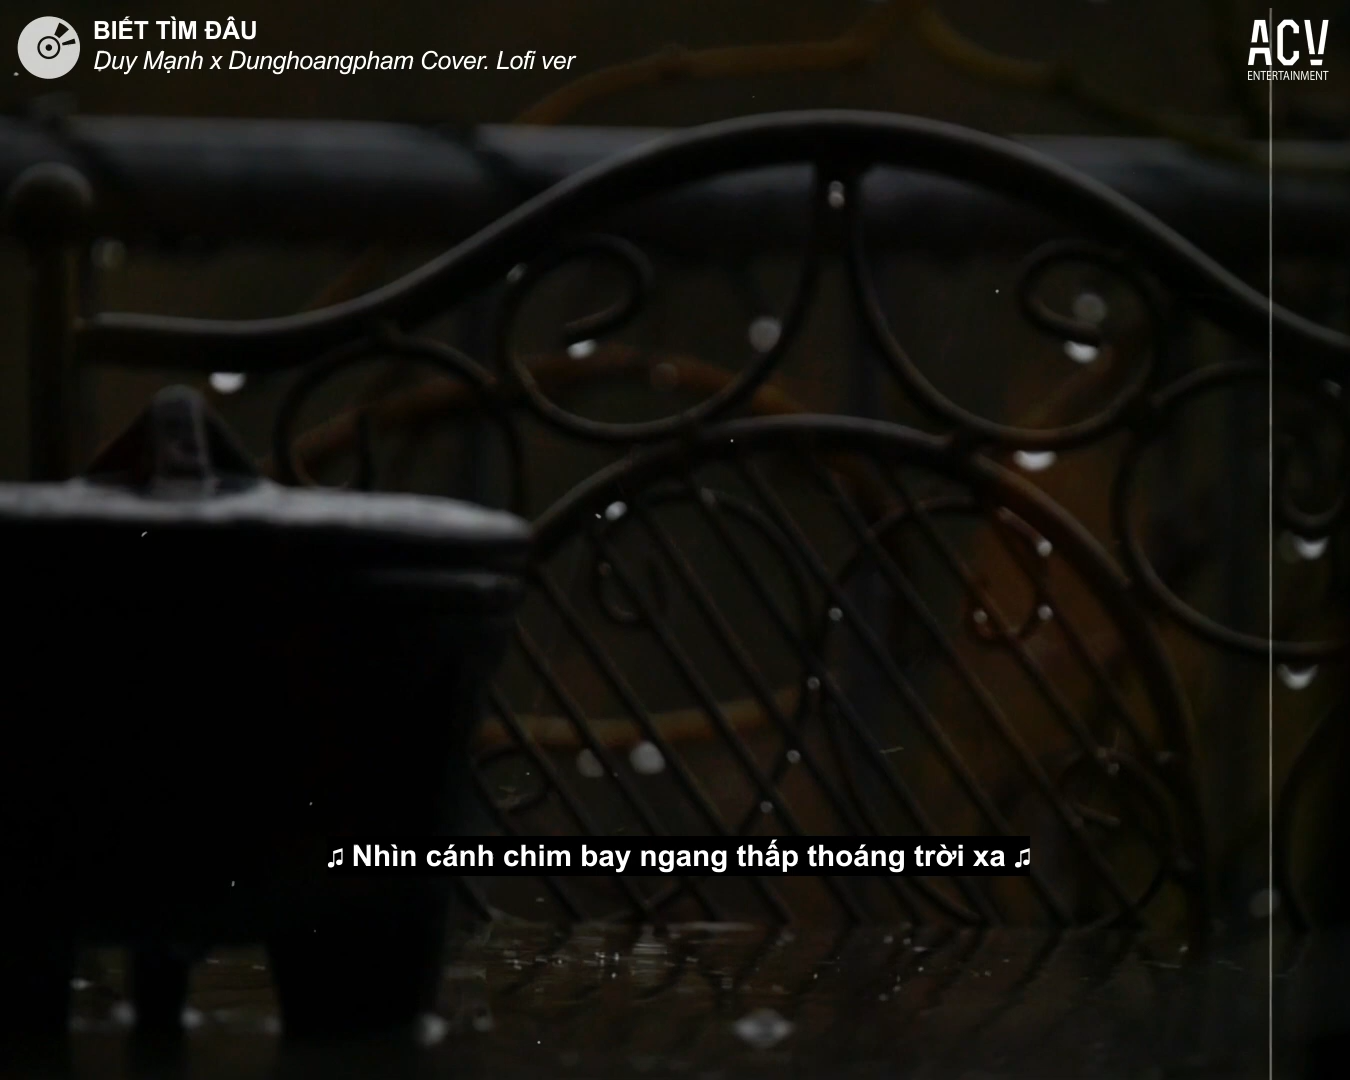 BIẾT TÌM ĐÂU
Duy Mạnh x Dunghoangpham Cover. Lofi ver
ACV
ENTERTAINMENT
♫ Nhìn cánh chim bay ngang thấp thoáng trời xa ♫